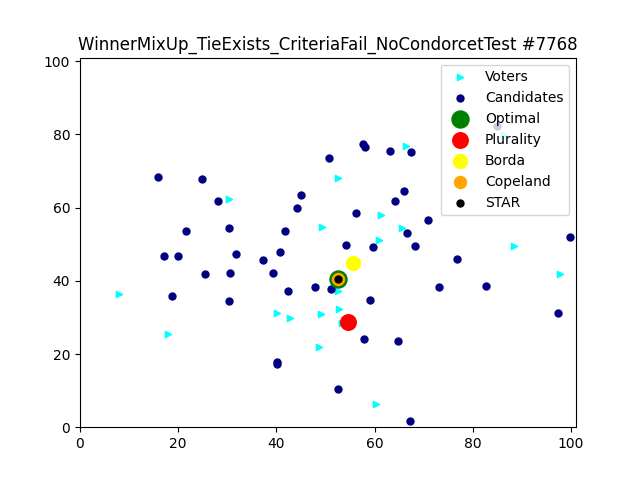 WinnerMixUp_TieExists_CriteriaFail_NoCondorcetTest #7768
100
80
60
40
20
0
0 20 40 60 80 100
Voters
Candidates
Optimal
Plurality
Borda
Copeland
STAR